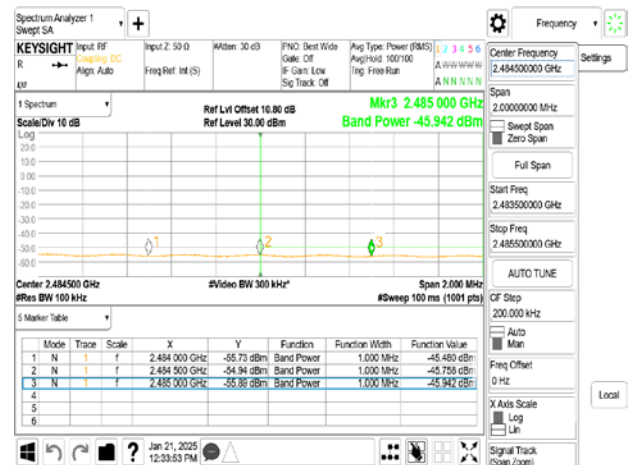 Spectrum Analyzer 1
Swept SA
Frequency
KEYSIGHT Input: RF Input Z: 50 Ω #Atten: 30 dB PNO: Best Wide Avg Type: Power (RMS) 1 2 3 4 5 6
R Coupling: DC Gate: Off Avg|Hold: 100/100 A W W W W W
Align: Auto Freq Ref: Int (S) IF Gain: Low Trig: Free Run
Sig Track: Off A N N N N N
Center Frequency
2.484500000 GHz
Settings
Span
2.00000000 MHz
Swept Span
Zero Span
Full Span
Start Freq
2.483500000 GHz
Stop Freq
2.485500000 GHz
AUTO TUNE
CF Step
200.000 kHz
Auto
Man
Freq Offset
0 Hz
X Axis Scale
Log
Lin
Signal Track
(Span Zoom)
Local
1 Spectrum
Scale/Div 10 dB
Ref Lvl Offset 10.80 dB
Ref Level 30.00 dBm
Mkr3 2.485 000 GHz
Band Power -45.942 dBm
Log
20.0
10.0
0.00
-10.0
-20.0
-30.0
-40.0
-50.0
-60.0
1 2 3
Center 2.484500 GHz #Video BW 300 kHz* Span 2.000 MHz
#Res BW 100 kHz #Sweep 100 ms (1001 pts)
5 Marker Table
Mode Trace Scale X Y Function Function Width Function Value
1 N 1 f 2.484 000 GHz -55.73 dBm Band Power 1.000 MHz -45.480 dBm
2 N 1 f 2.484 500 GHz -54.94 dBm Band Power 1.000 MHz -45.758 dBm
3 N 1 f 2.485 000 GHz -55.89 dBm Band Power 1.000 MHz -45.942 dBm
4
5
6
?
Jan 21, 2025
12:33:53 PM